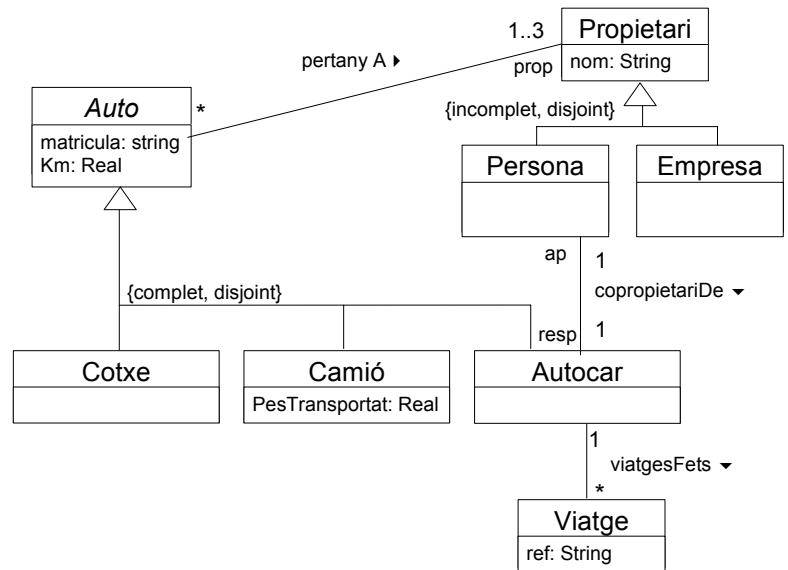 1..3
Propietari
pertany A ▸
prop
nom: String
Auto
*
matricula: string
Km: Real
{incomplet, disjoint}
Persona
Empresa
ap
1
copropietariDe ▾
{complet, disjoint}
resp
1
Cotxe
Camió
Autocar
PesTransportat: Real
1
viatgesFets ▾
*
Viatge
ref: String